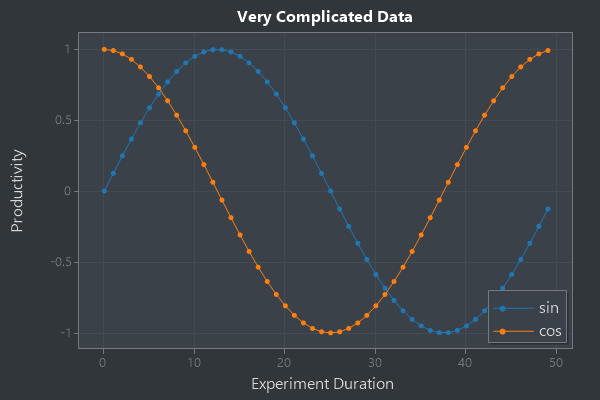 Very Complicated Data
Productivity
1
0.5
0
-0.5
-1
0
10
20
30
40
50
Experiment Duration
sin
cos